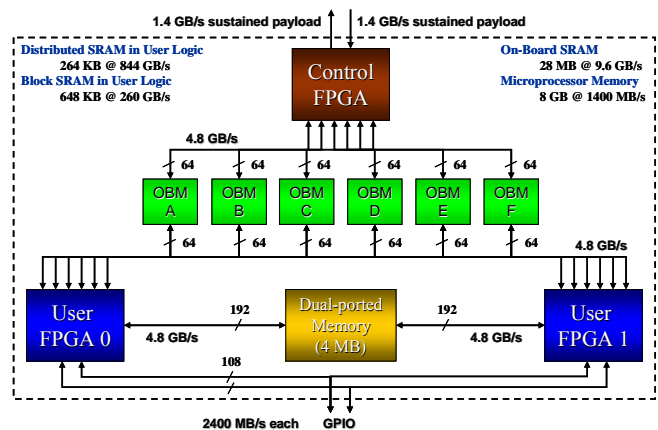 1.4 GB/s sustained payload
1.4 GB/s sustained payload
Distributed SRAM in User Logic
264 KB @ 844 GB/s
Block SRAM in User Logic
648 KB @ 260 GB/s
On-Board SRAM
28 MB @ 9.6 GB/s
Microprocessor Memory
8 GB @ 1400 MB/s
Control
FPGA
4.8 GB/s
64
64
64
64
64
64
OBM
A
OBM
B
OBM
C
OBM
D
OBM
E
OBM
F
64
64
64
64
64
64
4.8 GB/s
User
FPGA 0
192
4.8 GB/s
Dual-ported
Memory
(4 MB)
192
4.8 GB/s
User
FPGA 1
108
2400 MB/s each
GPIO